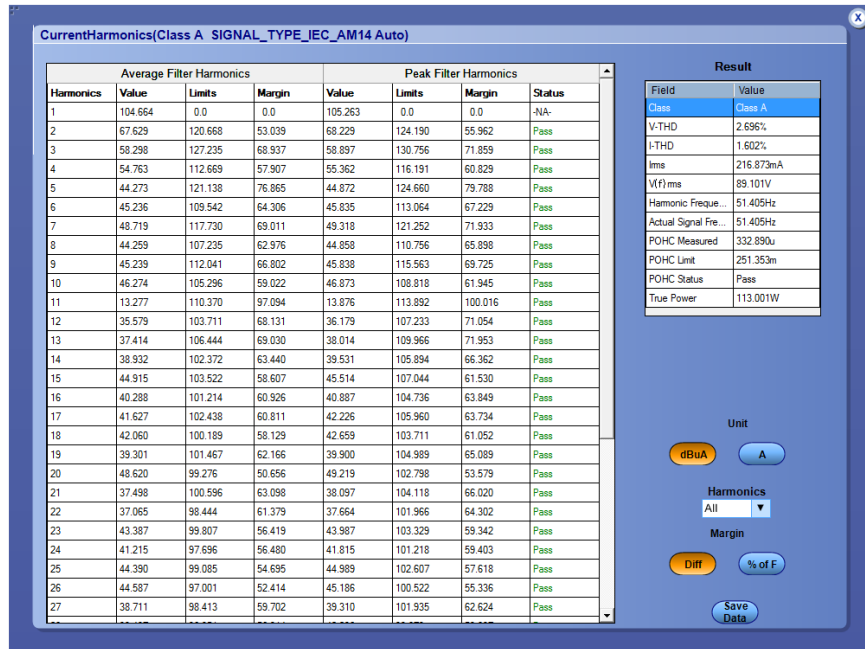 CurrentHarmonics(Class A SIGNAL_TYPE_IEC_AM14 Auto)
X
Average Filter Harmonics Peak Filter Harmonics
Harmonics Value Limits Margin Value Limits Margin Status
1 104.664 0.0 0.0 105.263 0.0 0.0 -NA-
2 67.629 120.668 53.039 68.229 124.190 55.962 Pass
3 58.298 127.235 68.937 58.897 130.756 71.859 Pass
4 54.763 112.669 57.907 55.362 116.191 60.829 Pass
5 44.273 121.138 76.865 44.872 124.660 79.788 Pass
6 45.236 109.542 64.306 45.835 113.064 67.229 Pass
7 48.719 117.730 69.011 49.318 121.252 71.933 Pass
8 44.259 107.235 62.976 44.858 110.756 65.898 Pass
9 45.239 112.041 66.802 45.838 115.563 69.725 Pass
10 46.274 105.296 59.022 46.873 108.818 61.945 Pass
11 13.277 110.370 97.094 13.876 113.892 100.016 Pass
12 35.579 103.711 68.131 36.179 107.233 71.054 Pass
13 37.414 106.444 69.030 38.014 109.966 71.953 Pass
14 38.932 102.372 63.440 39.531 105.894 66.362 Pass
15 44.915 103.522 58.607 45.514 107.044 61.530 Pass
16 40.288 101.214 60.926 40.887 104.736 63.849 Pass
17 41.627 102.438 60.811 42.226 105.960 63.734 Pass
18 42.060 100.189 58.129 42.659 103.711 61.052 Pass
19 39.301 101.467 62.166 39.900 104.989 65.089 Pass
20 48.620 99.276 50.656 49.219 102.798 53.579 Pass
21 37.498 100.596 63.098 38.097 104.118 66.020 Pass
22 37.065 98.444 61.379 37.664 101.966 64.302 Pass
23 43.387 99.807 56.419 43.987 103.329 59.342 Pass
24 41.215 97.696 56.480 41.815 101.218 59.403 Pass
25 44.390 99.085 54.695 44.989 102.607 57.618 Pass
26 44.587 97.001 52.414 45.186 100.522 55.336 Pass
27 38.711 98.413 59.702 39.310 101.935 62.624 Pass
Result
Field Value
Class Class A
V-THD 2.696%
I-THD 1.602%
Irms 216.873mA
V(f) rms 89.101V
Harmonic Freque... 51.405Hz
Actual Signal Fre... 51.405Hz
POHC Measured 332.890u
POHC Limit 251.353m
POHC Status Pass
True Power 113.001W
Unit
dBuA A
Harmonics
All
Margin
Diff % of F
Save
Data